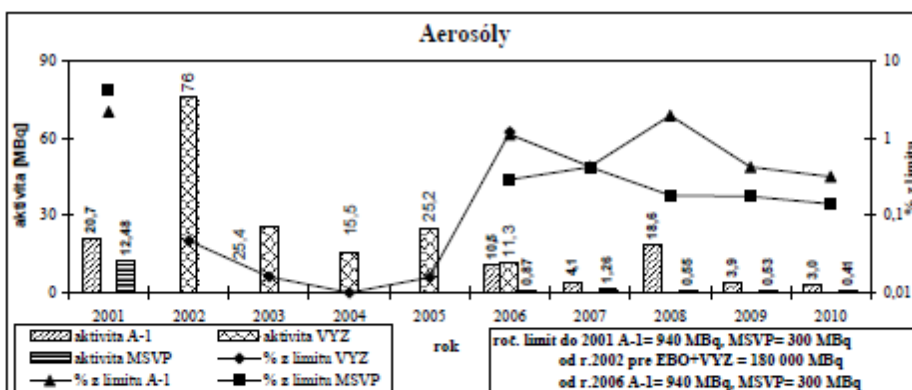 Aerosóly
90
60
30
0
aktivita [MBq]
10
1
0,1
0,01
% z limitu
20,7
12,48
76
25,4
15,5
25,2
10,5
11,3
0,87
4,1
1,26
18,6
0,55
3,9
0,53
3,0
0,41
2001 2002 2003 2004 2005 2006 2007 2008 2009 2010
rok
aktivita A-1 aktivita VYZ
aktivita MSVP % z limitu VYZ
% z limitu A-1 % z limitu MSVP
roč. limit do 2001 A-1= 940 MBq, MSVP= 300 MBq
od r.2002 pre EBO+VYZ = 180 000 MBq
od r.2006 A-1= 940 MBq, MSVP= 300 MBq